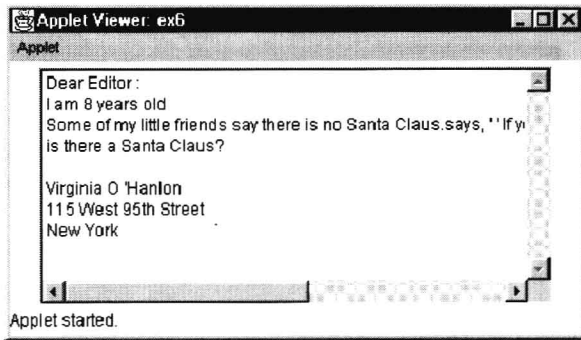 Applet Viewer: ex6
Applet
Dear Editor :
I am 8 years old
Some of my little friends say there is no Santa Claus.says, ' ' If
is there a Santa Claus?
Virginia O 'Hanlon
115 West 95th Street
New York
Applet started.